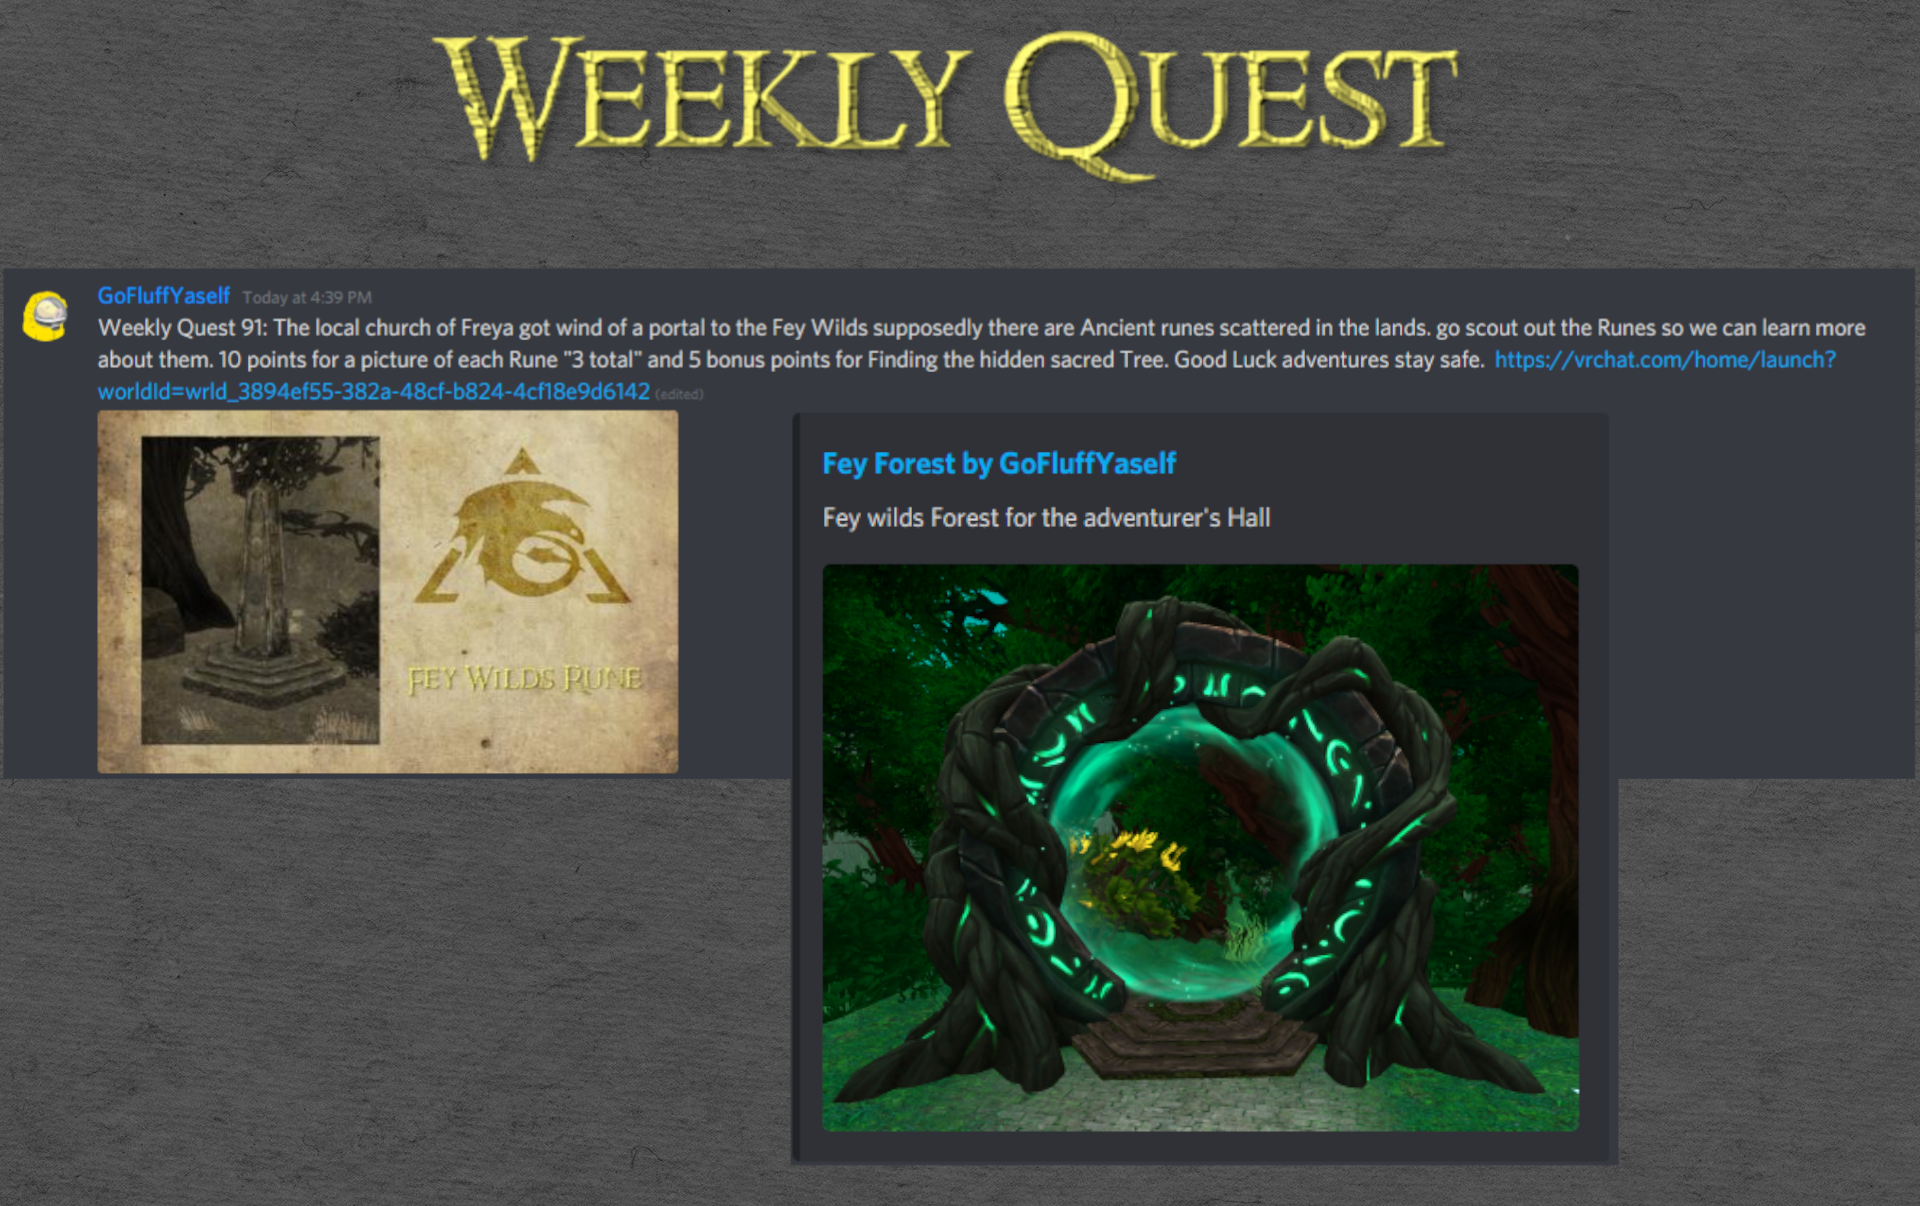 WEEKLY QUEST
GoFluffYaself Today at 4:39 PM
Weekly Quest 91: The local church of Freya got wind of a portal to the Fey Wilds supposedly there are Ancient runes scattered in the lands. go scout out the Runes so we can learn more
about them. 10 points for a picture of each Rune "3 total" and 5 bonus points for Finding the hidden sacred Tree. Good Luck adventures stay safe. https://vrchat.com/home/launch?
worldId=wrld_3894ef55-382a-48cf-b824-4cf18e9d6142 (edited)
FEY WILDS RUNE
Fey Forest by GoFluffYaself
Fey wilds Forest for the adventurer's Hall